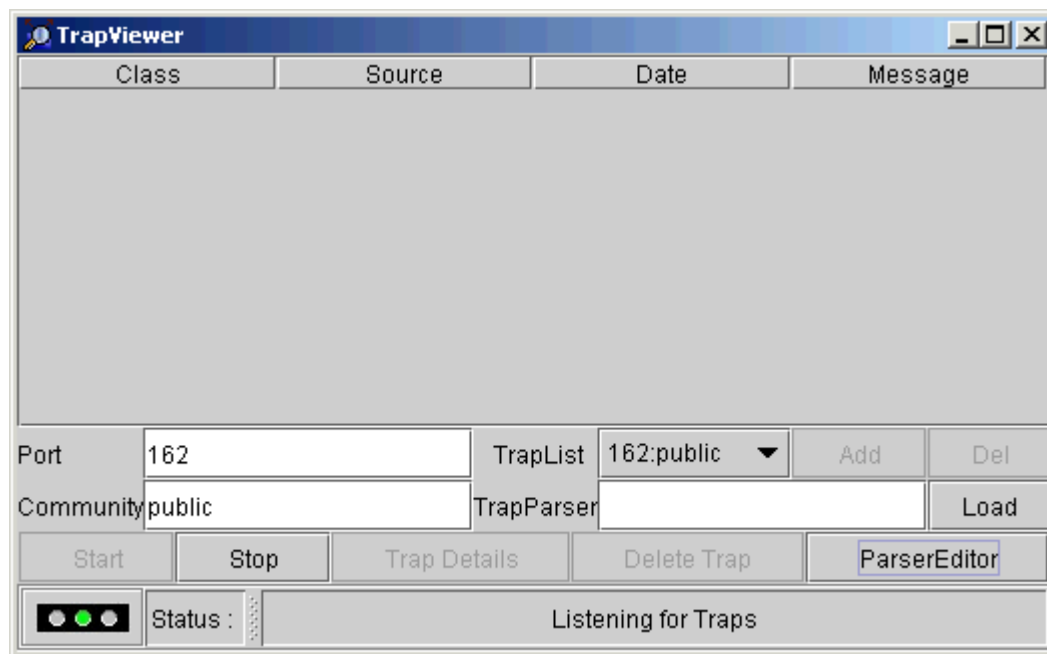 TrapViewer
Class Source Date Message
Port 162 TrapList 162:public Add Del
Community public TrapParser Load
Start Stop Trap Details Delete Trap ParserEditor
Status : Listening for Traps